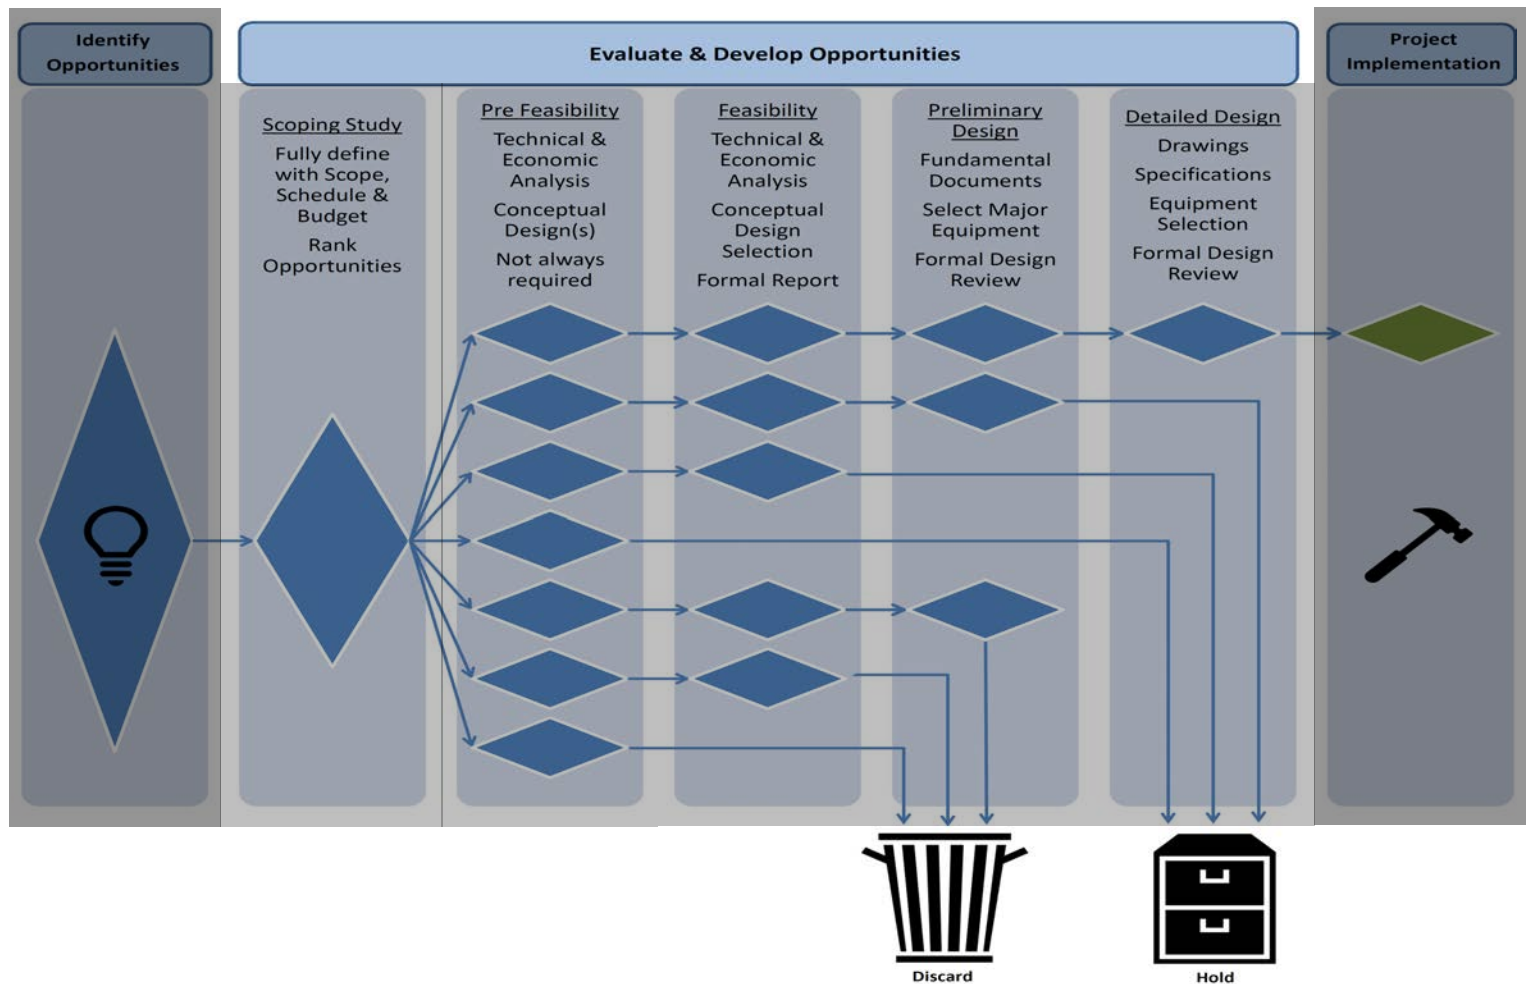 Identify
Opportunities
Evaluate & Develop Opportunities
Project
Implementation
Scoping Study
Fully define
with Scope,
Schedule &
Budget
Rank
Opportunities
Pre Feasibility
Technical &
Economic
Analysis
Conceptual
Design(s)
Not always
required
Feasibility
Technical &
Economic
Analysis
Conceptual
Design
Selection
Formal Report
Preliminary
Design
Fundamental
Documents
Select Major
Equipment
Formal Design
Review
Detailed Design
Drawings
Specifications
Equipment
Selection
Formal Design
Review
Discard
Hold